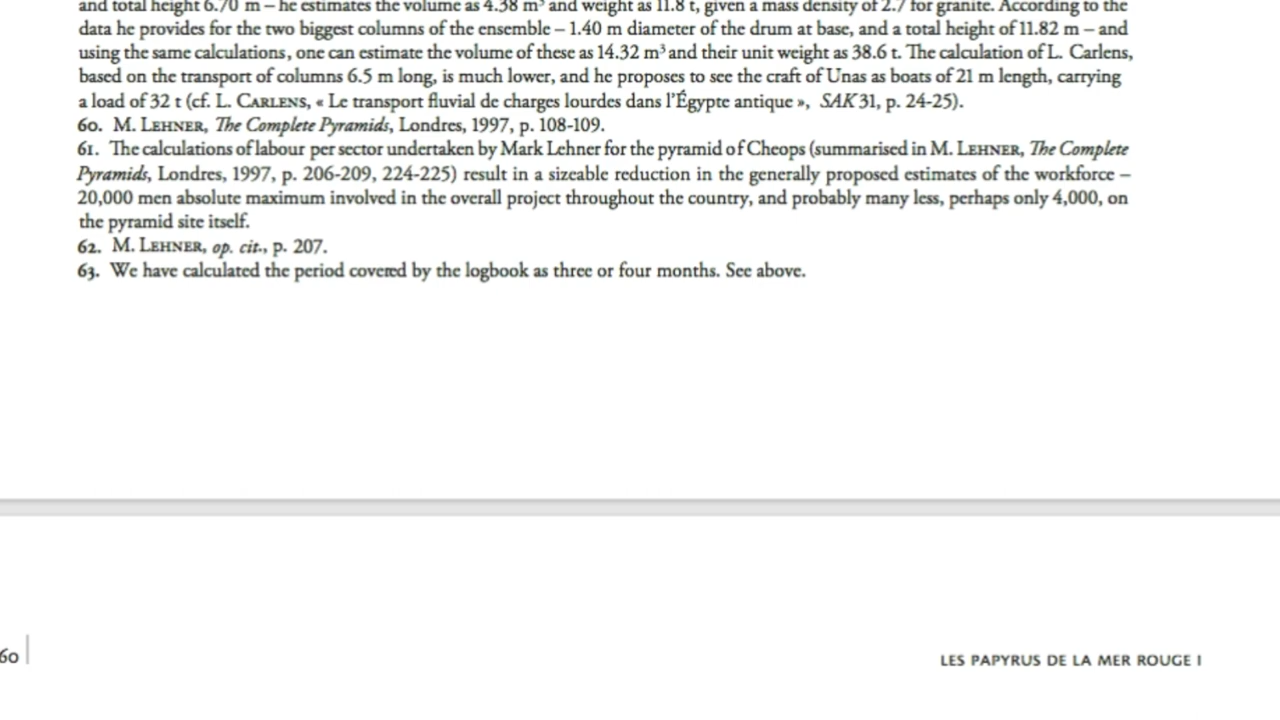 and total height 6.70 m – he estimates the volume as 4.38 m³ and weight as 11.8 t, given a mass density of 2.7 for granite. According to the
data he provides for the two biggest columns of the ensemble – 1.40 m diameter of the drum at base, and a total height of 11.82 m – and
using the same calculations, one can estimate the volume of these as 14.32 m³ and their unit weight as 38.6 t. The calculation of L. Carlens,
based on the transport of columns 6.5 m long, is much lower, and he proposes to see the craft of Unas as boats of 21 m length, carrying
a load of 32 t (cf. L. Carlens, « Le transport fluvial de charges lourdes dans l'Égypte antique », SAK 31, p. 24-25).
60. M. Lehner, The Complete Pyramids, Londres, 1997, p. 108-109.
61. The calculations of labour per sector undertaken by Mark Lehner for the pyramid of Cheops (summarised in M. Lehner, The Complete
Pyramids, Londres, 1997, p. 206-209, 224-225) result in a sizeable reduction in the generally proposed estimates of the workforce –
20,000 men absolute maximum involved in the overall project throughout the country, and probably many less, perhaps only 4,000, on
the pyramid site itself.
62. M. Lehner, op. cit., p. 207.
63. We have calculated the period covered by the logbook as three or four months. See above.
60
LES PAPYRUS DE LA MER ROUGE I